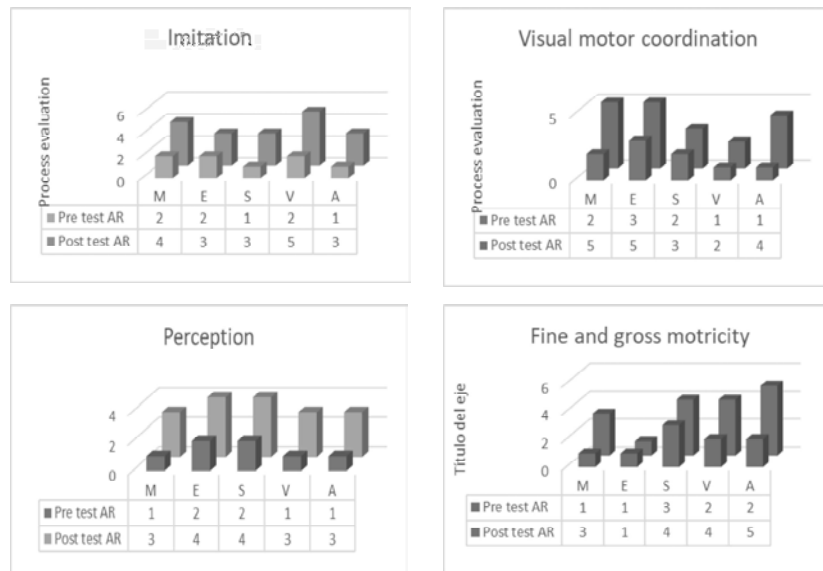 Imitation
Process evaluation
6
4
2
0
M E S V A
Pre test AR 2 2 1 2 1
Post test AR 4 3 3 5 3
Visual motor coordination
Process evaluation
5
0
M E S V A
Pre test AR 2 3 2 1 1
Post test AR 5 5 3 2 4
Perception
4
2
0
M E S V A
Pre test AR 1 2 2 1 1
Post test AR 3 4 4 3 3
Fine and gross motricity
Título del eje
6
4
2
0
M E S V A
Pre test AR 1 1 3 2 2
Post test AR 3 1 4 4 5